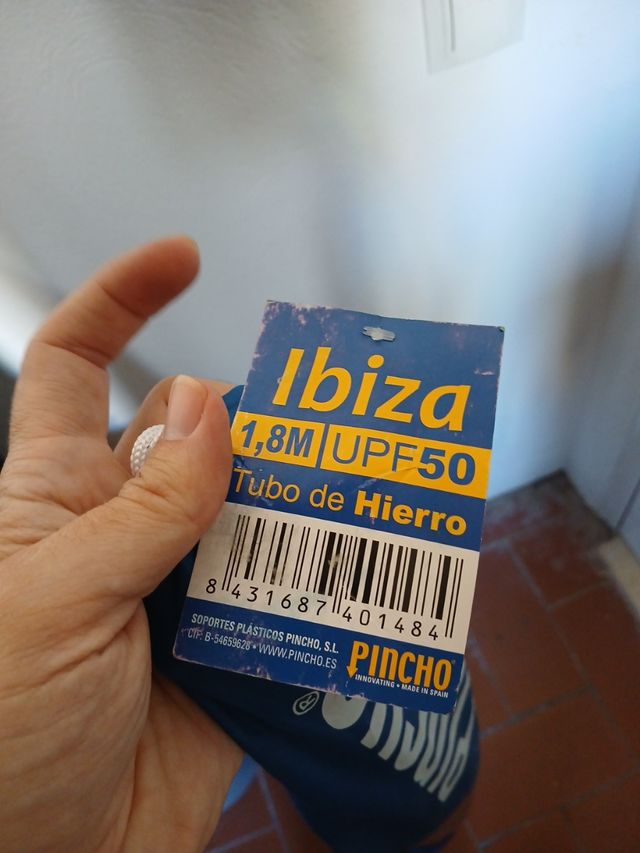 Ibiza
1,8M UPF50
Tubo de Hierro
8 431687 401484
SOPORTES PLÁSTICOS PINCHO, S.L.
CIF: B-54659628 • WWW.PINCHO.ES
PINCHO®
INNOVATING • MADE IN SPAIN
PINCHO®